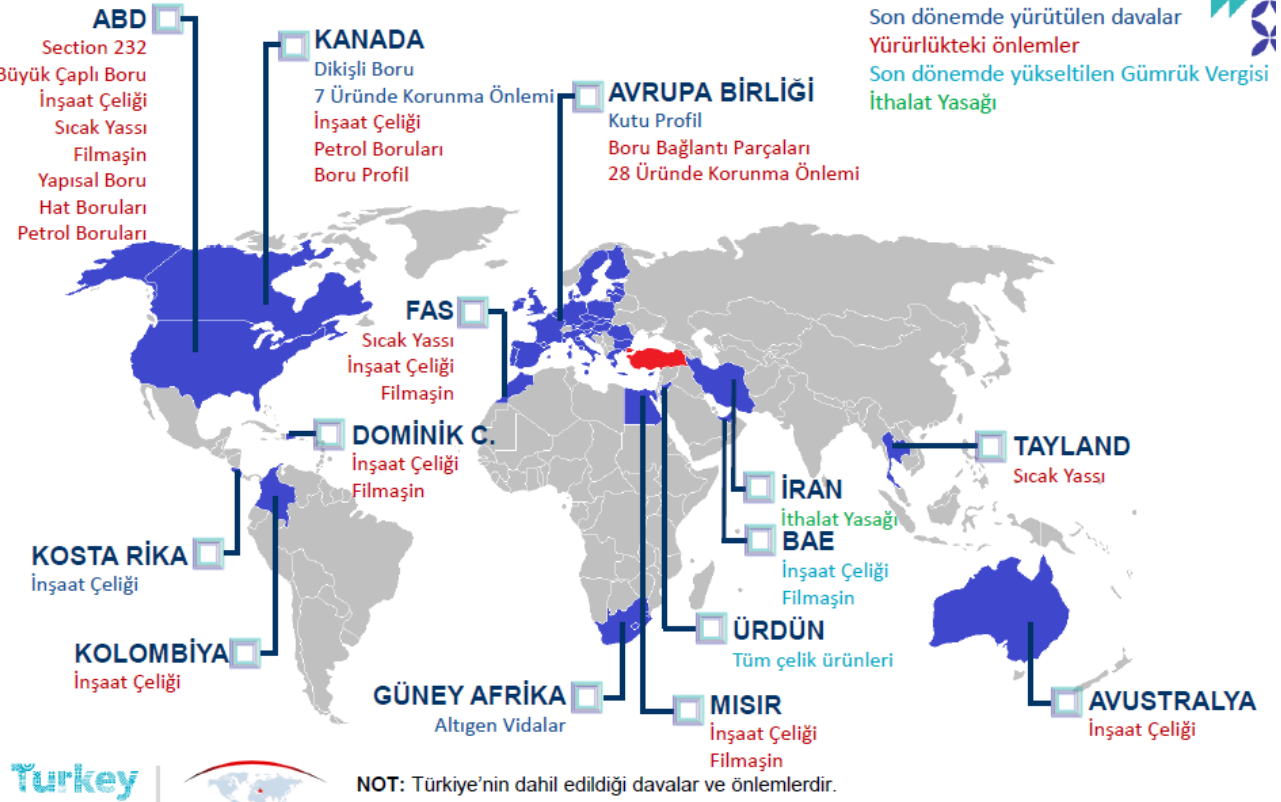 ABD
Section 232
Büyük Çaplı Boru
İnşaat Çeliği
Sıcak Yassı
Filmaşin
Yapısal Boru
Hat Boruları
Petrol Boruları
KANADA
Dikişli Boru
7 Üründe Korunma Önlemi
İnşaat Çeliği
Petrol Boruları
Boru Profil
AVRUPA BİRLİĞİ
Kutu Profil
Boru Bağlantı Parçaları
28 Üründe Korunma Önlemi
Son dönemde yürütülen davalar
Yürürlükteki önlemler
Son dönemde yükseltilen Gümrük Vergisi
İthalat Yasağı
FAS
Sıcak Yassı
İnşaat Çeliği
Filmaşin
DOMİNİK C.
İnşaat Çeliği
Filmaşin
TAYLAND
Sıcak Yassı
İRAN
İthalat Yasağı
BAE
İnşaat Çeliği
Filmaşin
KOSTA RİKA
İnşaat Çeliği
ÜRDÜN
Tüm çelik ürünleri
KOLOMBİYA
İnşaat Çeliği
GÜNEY AFRİKA
Altıgen Vidalar
MISIR
İnşaat Çeliği
Filmaşin
AVUSTRALYA
İnşaat Çeliği
Turkey
NOT: Türkiye'nin dahil edildiği davalar ve önlemlerdir.